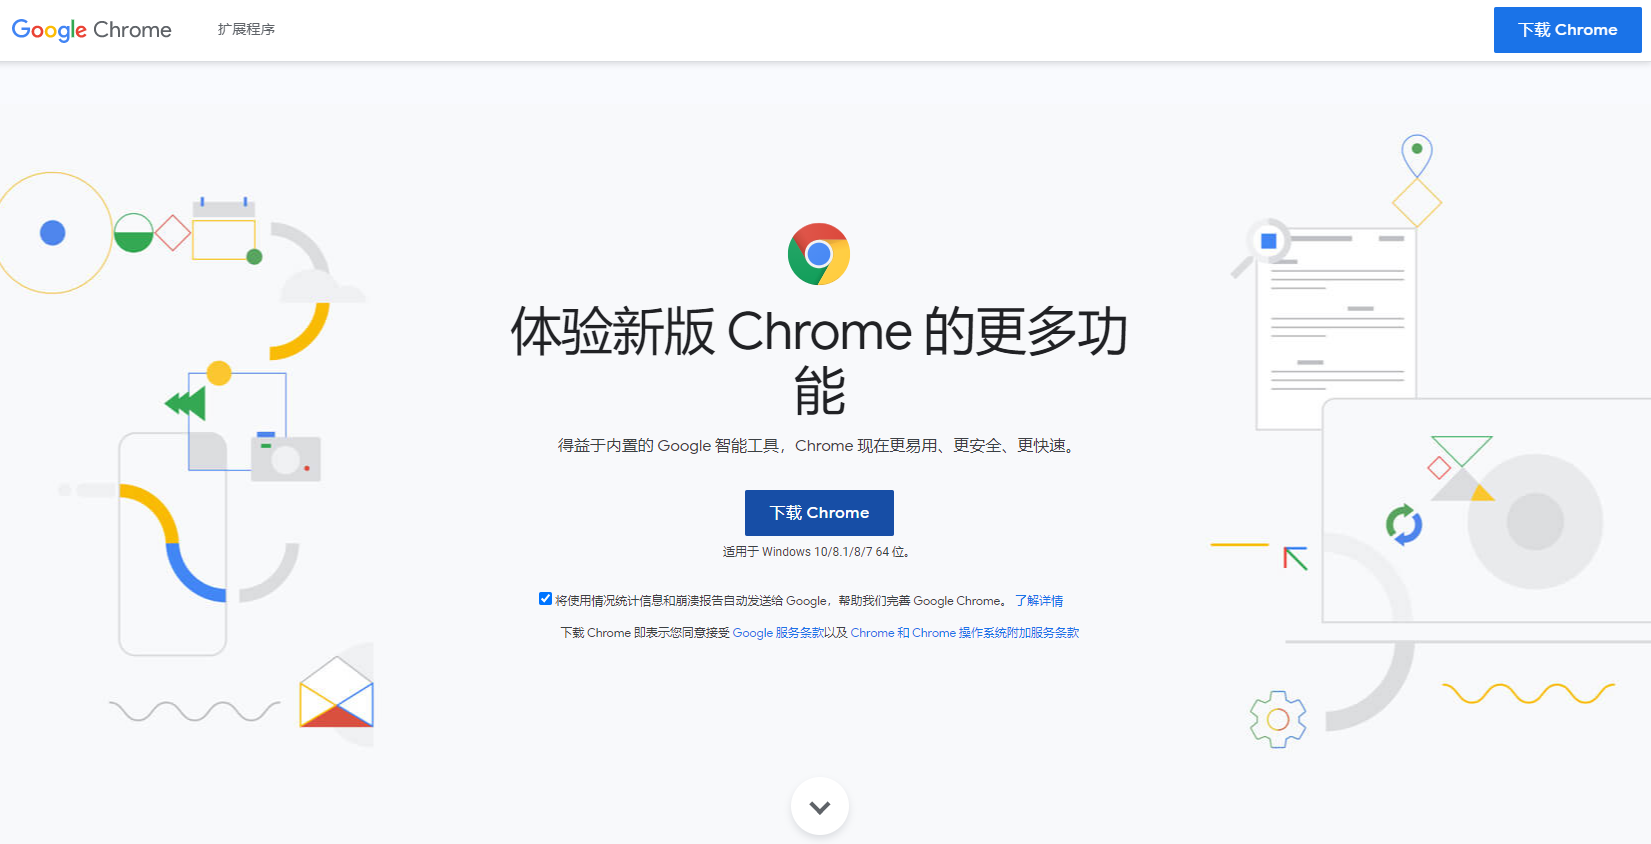 Google Chrome
扩展程序
下载 Chrome
体验新版 Chrome 的更多功
能
得益于内置的 Google 智能工具，Chrome 现在更易用、更安全、更快速。
下载 Chrome
适用于 Windows 10/8.1/8/7 64 位。
将使用情况统计信息和崩溃报告自动发送给 Google，帮助我们完善 Google Chrome。 了解详情
下载 Chrome 即表示您同意接受 Google 服务条款以及 Chrome 和 Chrome 操作系统附加服务条款